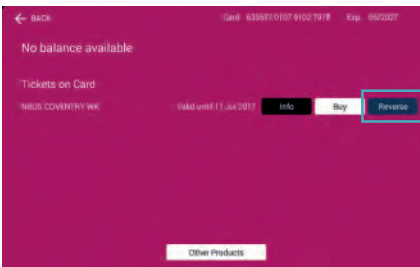 ← BACK
Card 633597 0107 9102 7978 Exp. 05/2027
No balance available
Tickets on Card
NBUS COVENTRY WK Valid until 11 Jul 2017 Info Buy Reverse
Other Products